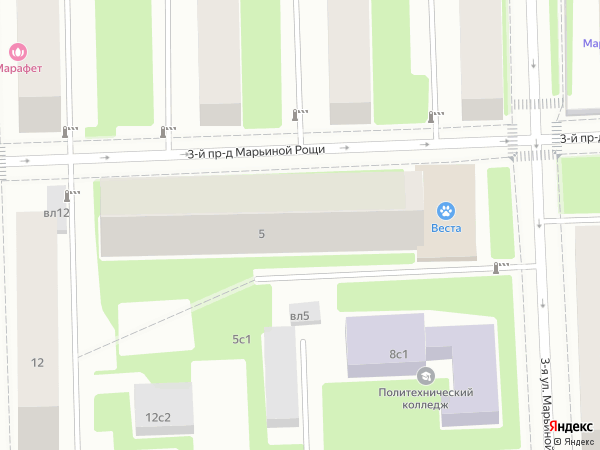 Мар
Марафет
3-й пр-д
3-й пр-д Марьиной Рощи
вл12
Веста
5
вл5
5с1
8с1
12
Политехнический
колледж
12с2
3-я ул. Марьиной
Яндекс
© Яндекс